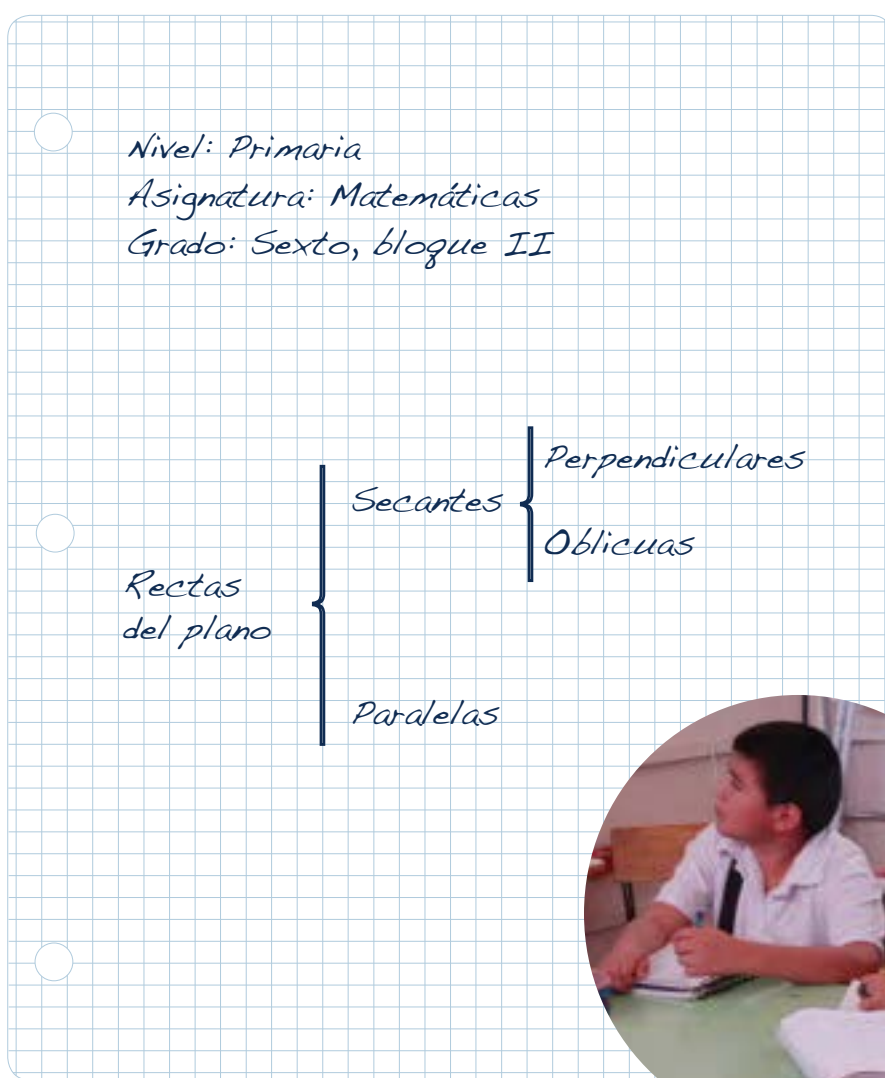 Nivel: Primaria
Asignatura: Matemáticas
Grado: Sexto, bloque II
Perpendiculares
Secantes
Oblicuas
Rectas
del plano
Paralelas